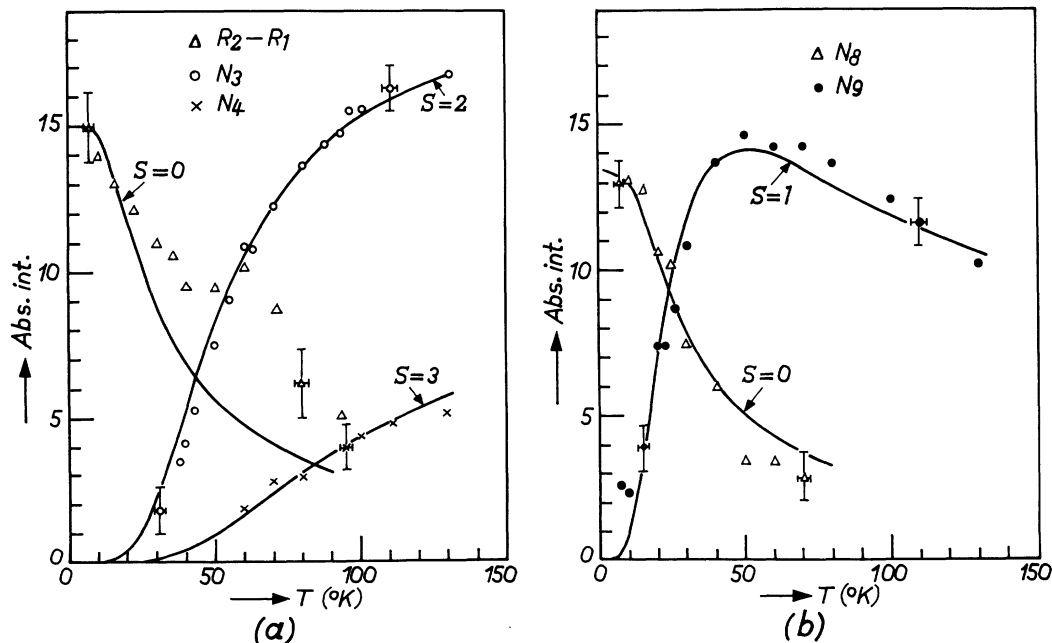 △ R₂–R₁
○ N₃
× N₄
S=0
S=2
S=3
15
10
5
0
0 50 100 150
Abs. int.
T (°K)
(a)
△ N₈
● N₉
S=1
S=0
15
10
5
0
0 50 100 150
Abs. int.
T (°K)
(b)